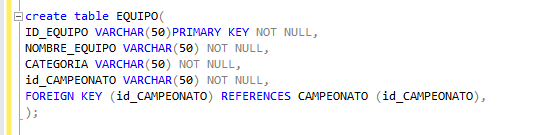 create table EQUIPO(
ID_EQUIPO VARCHAR(50)PRIMARY KEY NOT NULL,
NOMBRE_EQUIPO VARCHAR(50) NOT NULL,
CATEGORIA VARCHAR(50) NOT NULL,
id_CAMPEONATO VARCHAR(50) NOT NULL,
FOREIGN KEY (id_CAMPEONATO) REFERENCES CAMPEONATO (id_CAMPEONATO),
);